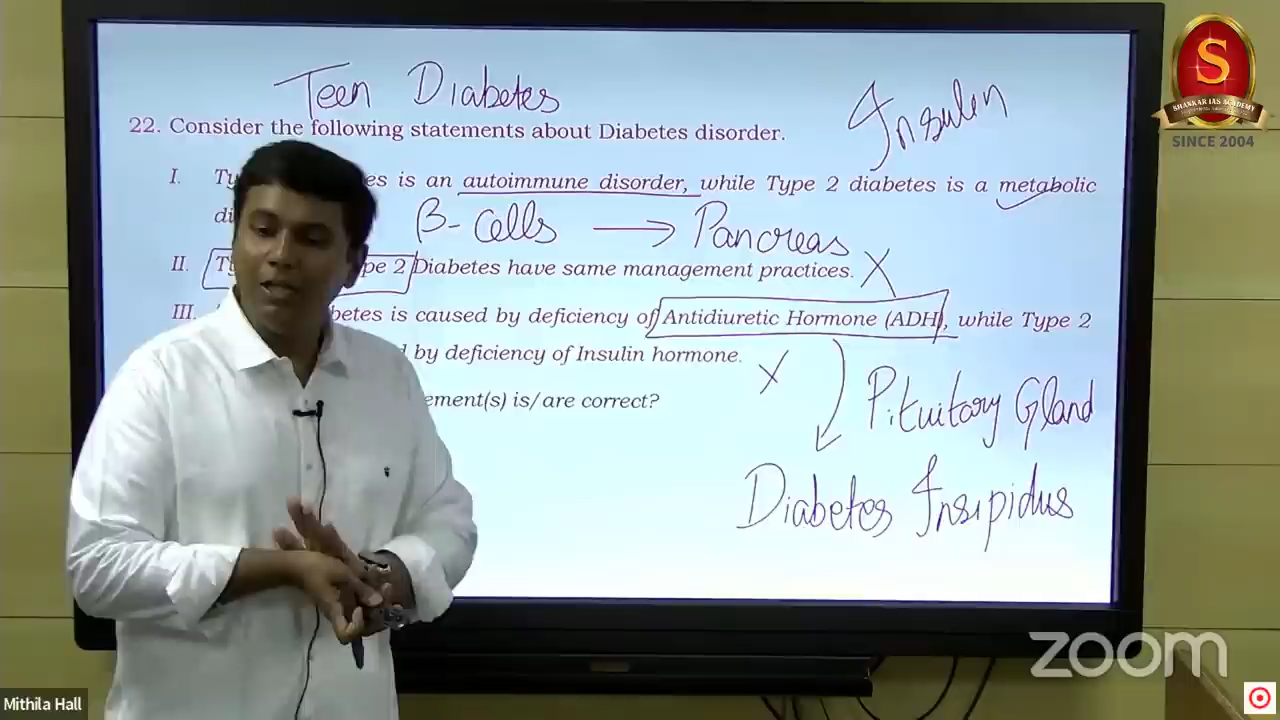 Teen Diabetes
Insulin
22. Consider the following statements about Diabetes disorder.
I. es is an autoimmune disorder, while Type 2 diabetes is a metabolic
β-Cells → Pancreas
II. pe 2 Diabetes have same management practices. X
III. betes is caused by deficiency of Antidiuretic Hormone (ADH), while Type 2
by deficiency of Insulin hormone. X
ement(s) is/are correct?
Pituitary Gland
Diabetes Insipidus
S
SHANKAR IAS ACADEMY
SINCE 2004
zoom
Mithila Hall